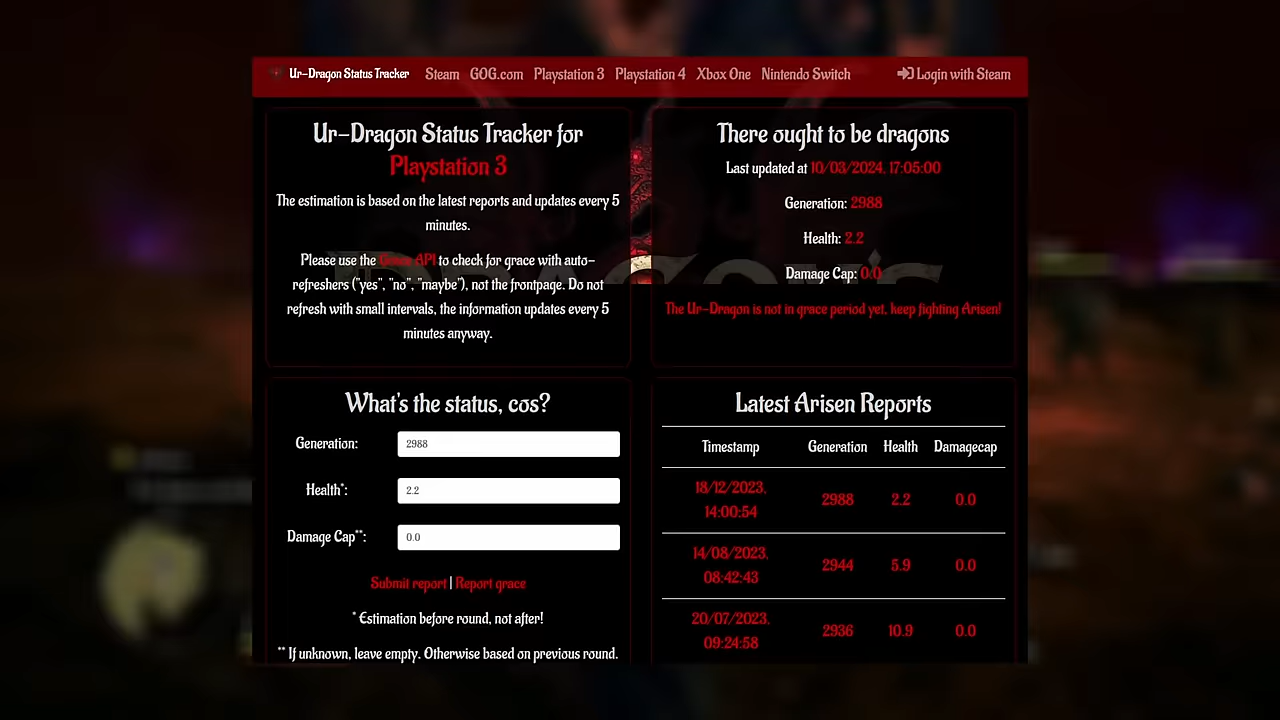 Ur-Dragon Status Tracker Steam GOG.com Playstation 3 Playstation 4 Xbox One Nintendo Switch Login with Steam
Ur-Dragon Status Tracker for
Playstation 3
The estimation is based on the latest reports and updates every 5
minutes.
Please use the Grace API to check for grace with auto-
refreshers ("yes", "no", "maybe"), not the frontpage. Do not
refresh with small intervals, the information updates every 5
minutes anyway.
There ought to be dragons
Last updated at 10/03/2024, 17:05:00
Generation: 2988
Health: 2.2
Damage Cap: 0.0
The Ur-Dragon is not in grace period yet, keep fighting Arisen!
What's the status, cos?
Generation: 2988
Health*: 2.2
Damage Cap**: 0.0
Submit report | Report grace
* Estimation before round, not after!
** If unknown, leave empty. Otherwise based on previous round.
Latest Arisen Reports
Timestamp Generation Health Damagecap
18/12/2023,
14:00:54
2988 2.2 0.0
14/08/2023,
08:42:43
2944 5.9 0.0
20/07/2023,
09:24:58
2936 10.9 0.0